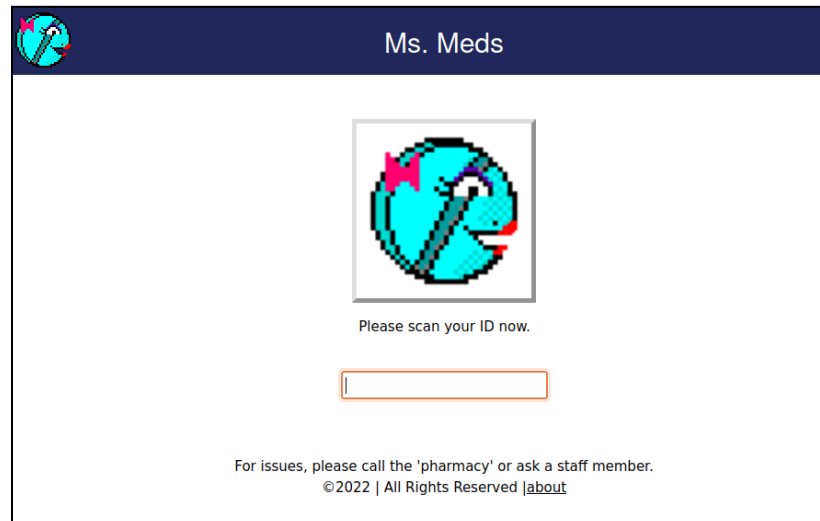 Ms. Meds
Please scan your ID now.
For issues, please call the 'pharmacy' or ask a staff member.
©2022 | All Rights Reserved |about